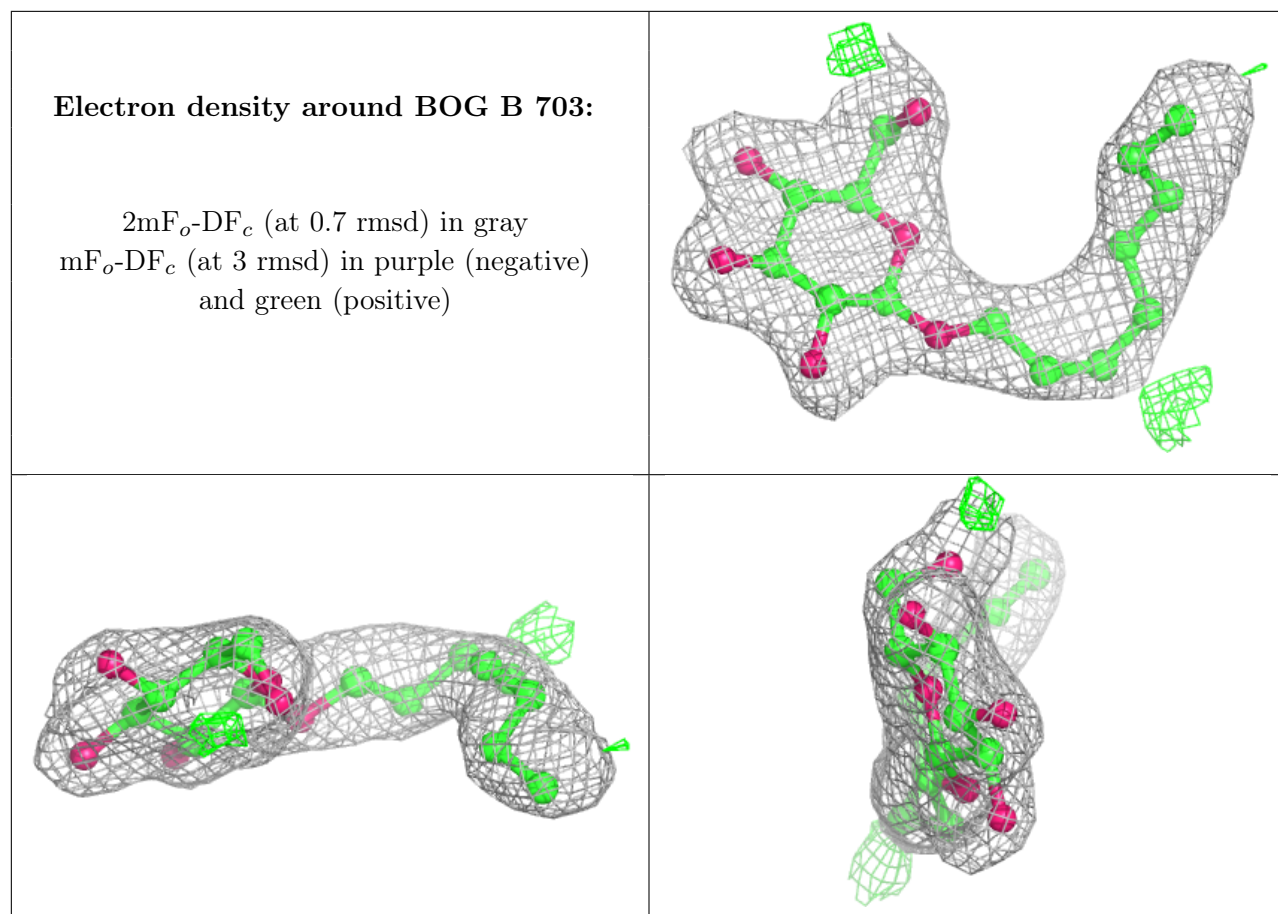 Electron density around BOG B 703:
2mFo-DFc (at 0.7 rmsd) in gray
mFo-DFc (at 3 rmsd) in purple (negative)
and green (positive)